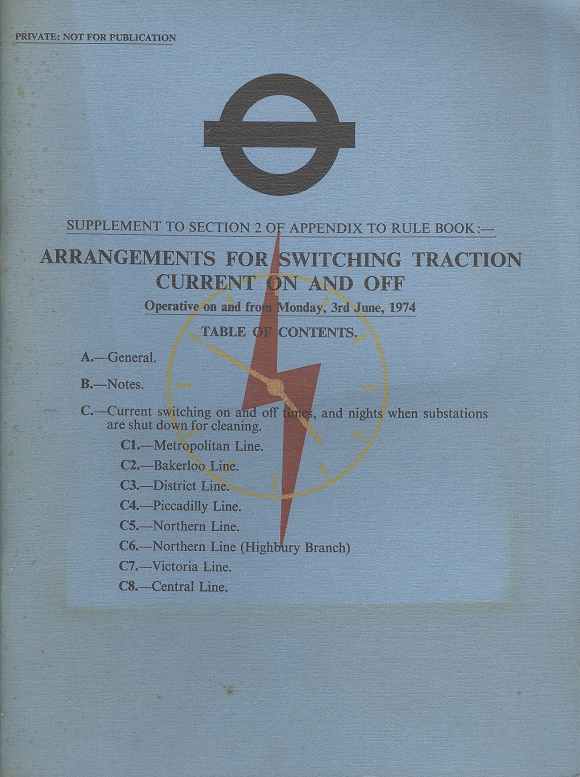 PRIVATE: NOT FOR PUBLICATION
SUPPLEMENT TO SECTION 2 OF APPENDIX TO RULE BOOK:—
ARRANGEMENTS FOR SWITCHING TRACTION
CURRENT ON AND OFF
Operative on and from Monday, 3rd June, 1974
TABLE OF CONTENTS.
A.—General.
B.—Notes.
C.—Current switching on and off times, and nights when substations
are shut down for cleaning.
C1.—Metropolitan Line.
C2.—Bakerloo Line.
C3.—District Line.
C4.—Piccadilly Line.
C5.—Northern Line.
C6.—Northern Line (Highbury Branch)
C7.—Victoria Line.
C8.—Central Line.